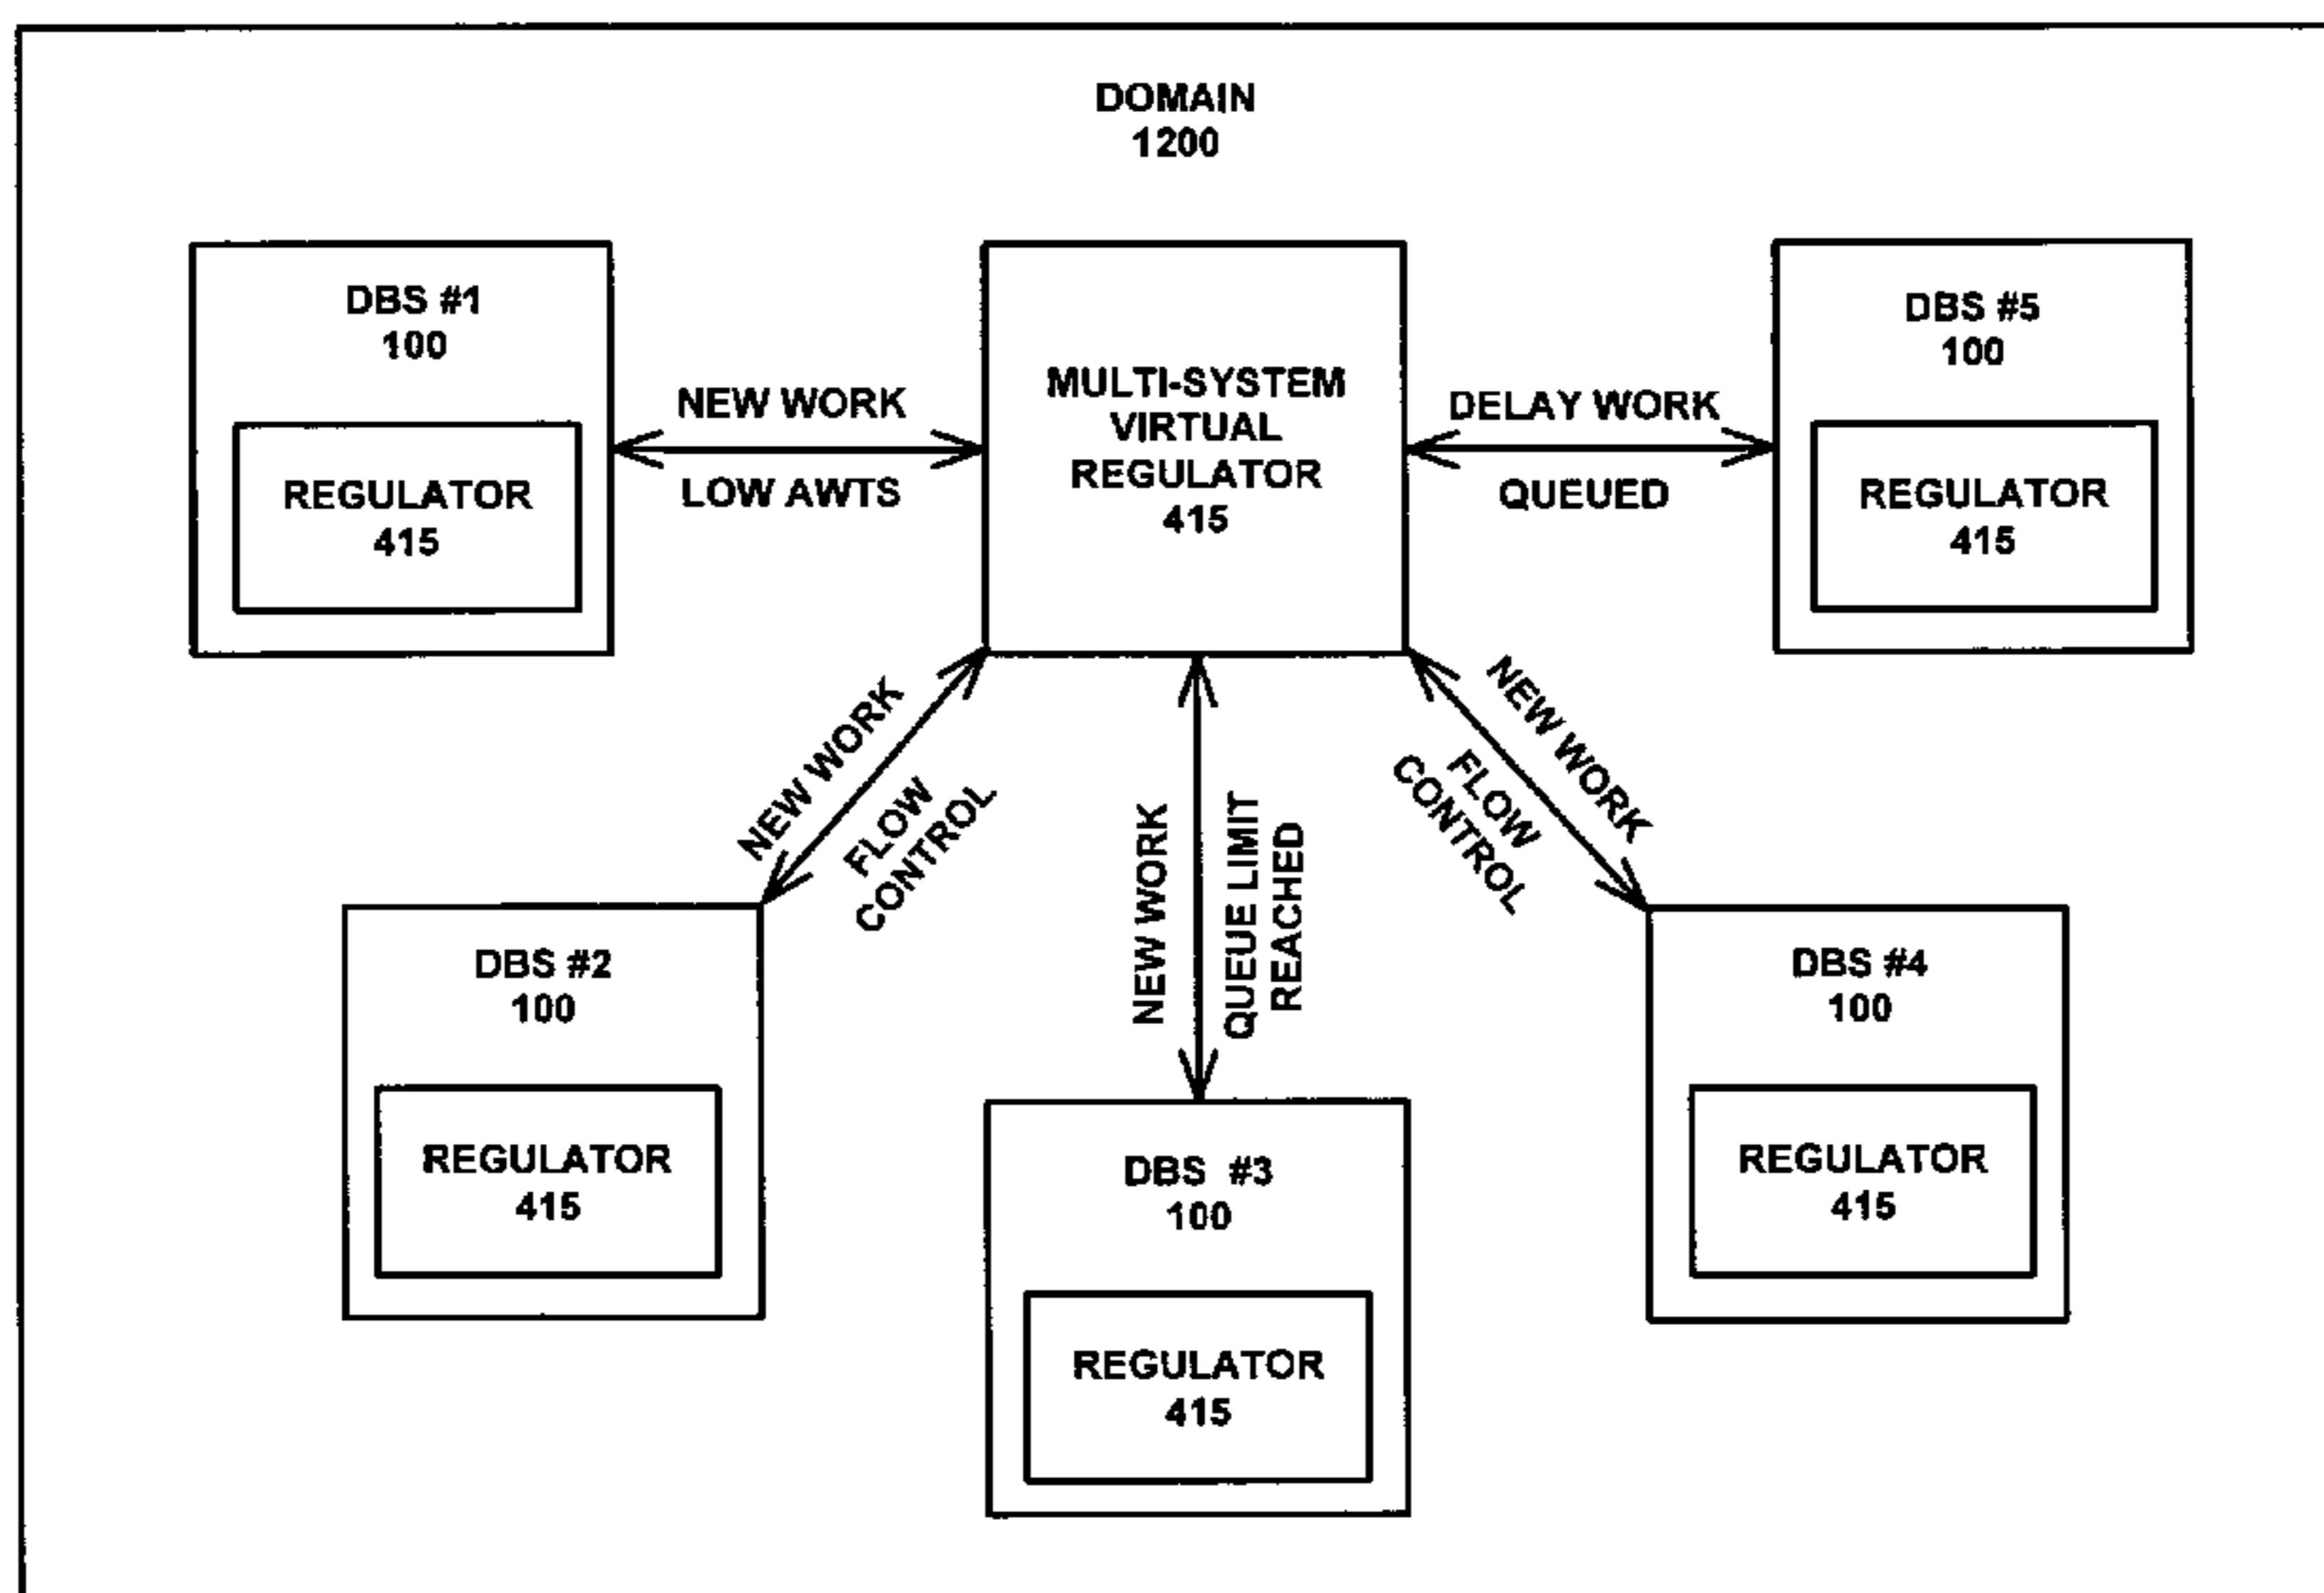 DOMAIN
1200
DBS #1
100
REGULATOR
415
NEW WORK
LOW AWTS
MULTI-SYSTEM
VIRTUAL
REGULATOR
415
DELAY WORK
QUEUED
DBS #5
100
REGULATOR
415
NEW WORK
FLOW
CONTROL
NEW WORK
QUEUE LIMIT
REACHED
NEW WORK
FLOW
CONTROL
DBS #2
100
REGULATOR
415
DBS #3
100
REGULATOR
415
DBS #4
100
REGULATOR
415